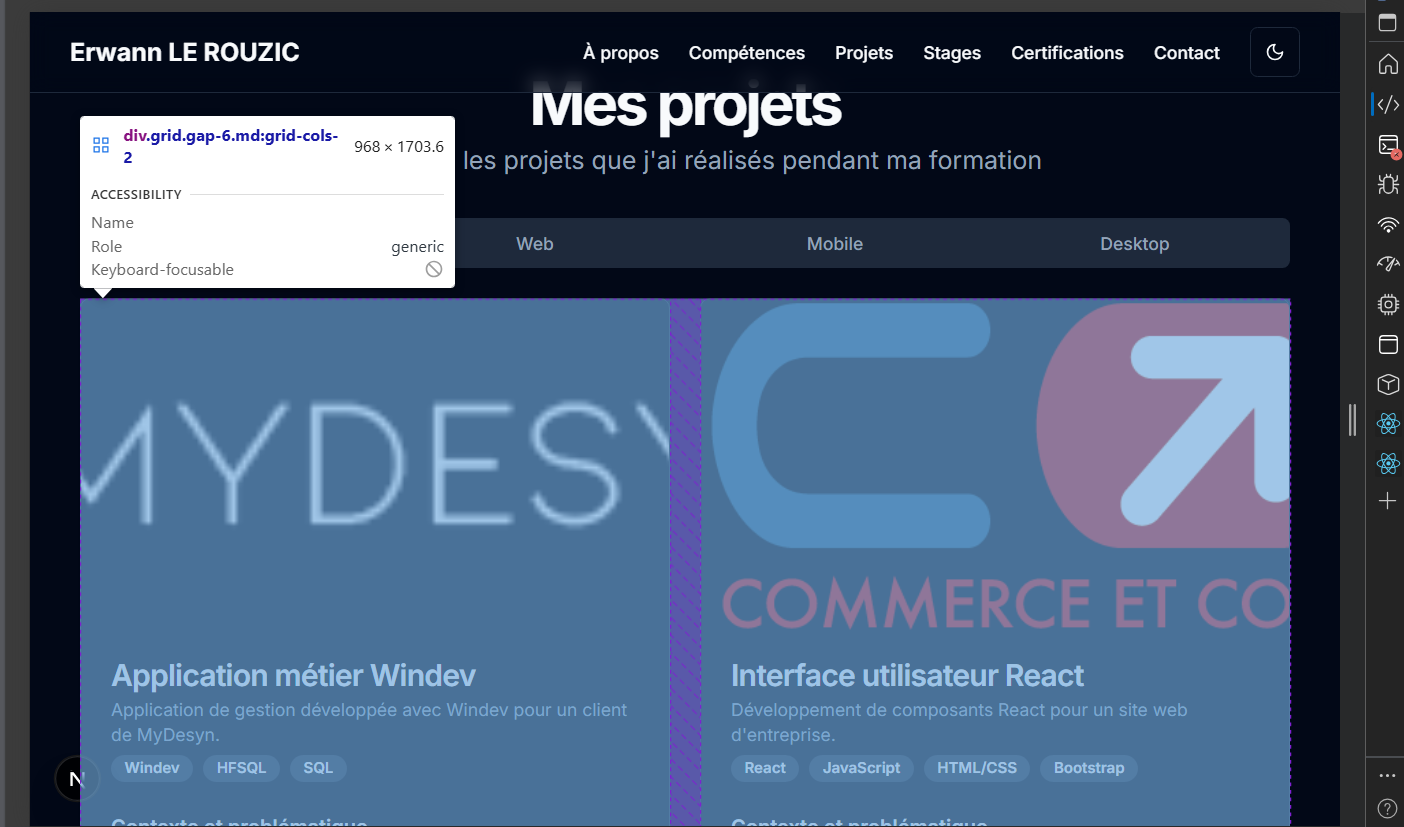 Erwann LE ROUZIC
À propos Compétences Projets Stages Certifications Contact
Mes projets
les projets que j'ai réalisés pendant ma formation
div.grid.gap-6.md:grid-cols-
2
968 × 1703.6
ACCESSIBILITY
Name
Role generic
Keyboard-focusable
Web Mobile Desktop
MYDESY
COMMERCE ET CO
Application métier Windev
Application de gestion développée avec Windev pour un client
de MyDesyn.
Windev HFSQL SQL
Interface utilisateur React
Développement de composants React pour un site web
d'entreprise.
React JavaScript HTML/CSS Bootstrap
N
Contexte et problématique
Contexte et problématique